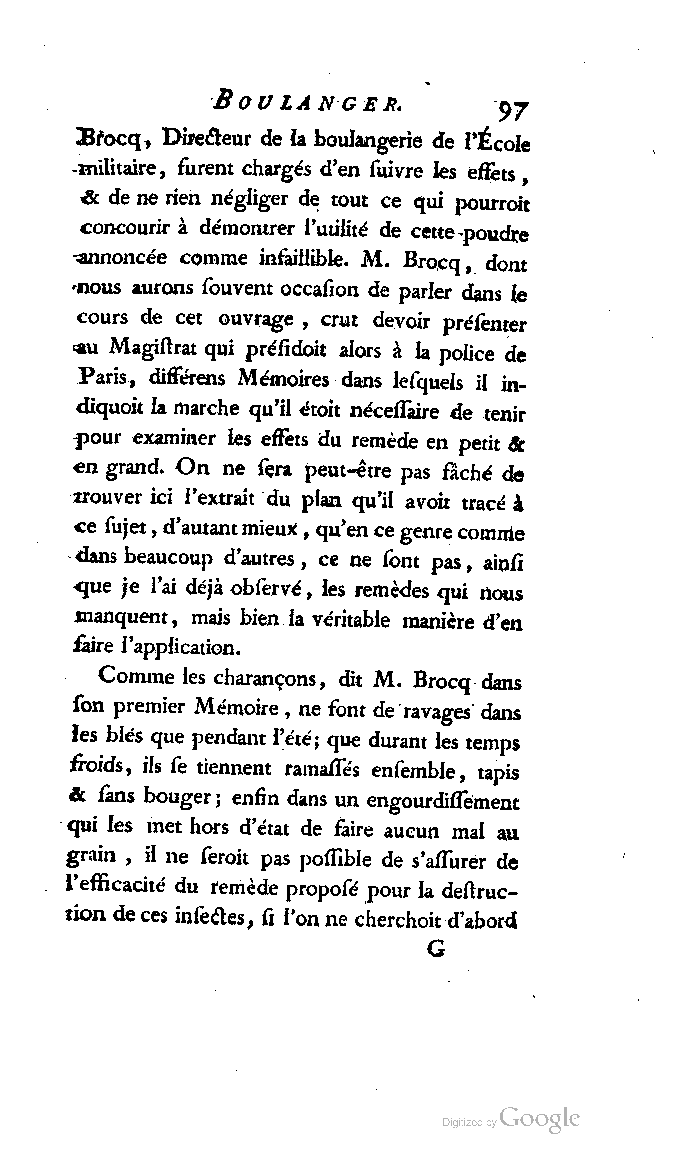 BOULANGER. 97
Brocq, Directeur de la boulangerie de l'École
militaire, furent chargés d'en ſuivre les effets,
& de ne rien négliger de tout ce qui pourroit
concourir à démontrer l'utilité de cette poudre
annoncée comme infaillible. M. Brocq, dont
nous aurons ſouvent occaſion de parler dans le
cours de cet ouvrage, crut devoir préſenter
au Magiſtrat qui préſidoit alors à la police de
Paris, différens Mémoires dans leſquels il in-
diquoit la marche qu'il étoit néceſſaire de tenir
pour examiner les effets du remède en petit &
en grand. On ne ſera peut-être pas fâché de
trouver ici l'extrait du plan qu'il avoit tracé à
ce ſujet, d'autant mieux, qu'en ce genre comme
dans beaucoup d'autres, ce ne ſont pas, ainſi
que je l'ai déjà obſervé, les remèdes qui nous
manquent, mais bien la véritable manière d'en
faire l'application.
Comme les charançons, dit M. Brocq dans
ſon premier Mémoire, ne font de ravages dans
les blés que pendant l'été; que durant les temps
froids, ils ſe tiennent ramaſſés enſemble, tapis
& ſans bouger; enfin dans un engourdiſſement
qui les met hors d'état de faire aucun mal au
grain, il ne ſeroit pas poſſible de s'aſſurer de
l'efficacité du remède propoſé pour la deſtruc-
tion de ces inſectes, ſi l'on ne cherchoit d'abord
G
Digitized by Google